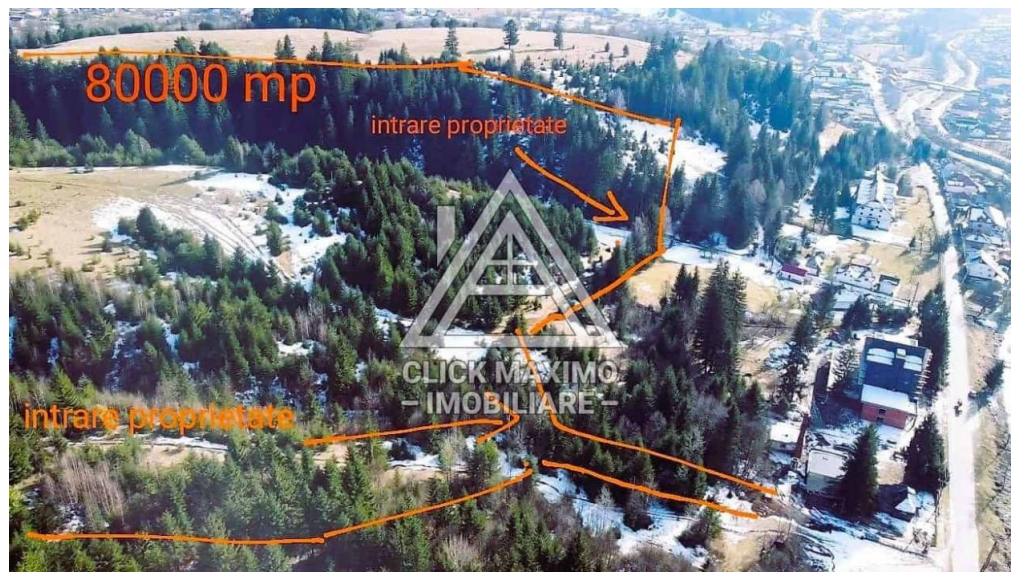 80000 mp
intrare proprietate
CLICK MAXIMO
- IMOBILIARE -
intrare proprietate